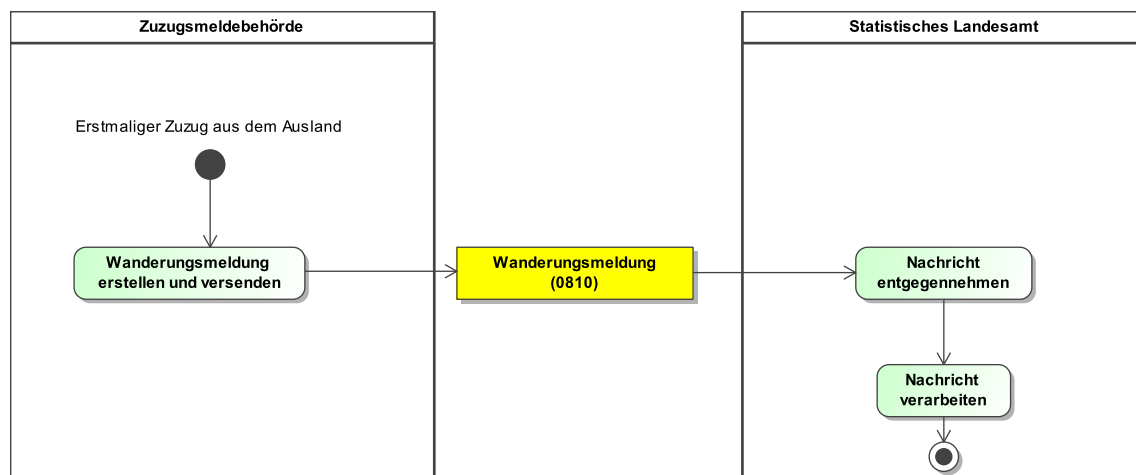 Zuzugsmeldebehörde
Statistisches Landesamt
Erstmaliger Zuzug aus dem Ausland
Wanderungsmeldung
erstellen und versenden
Wanderungsmeldung
(0810)
Nachricht
entgegennehmen
Nachricht
verarbeiten